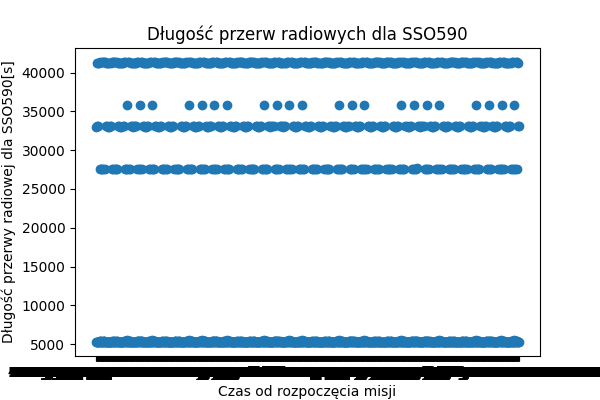 Długość przerw radiowych dla SSO590
Długość przerwy radiowej dla SSO590[s]
40000
35000
30000
25000
20000
15000
10000
5000
Czas od rozpoczęcia misji